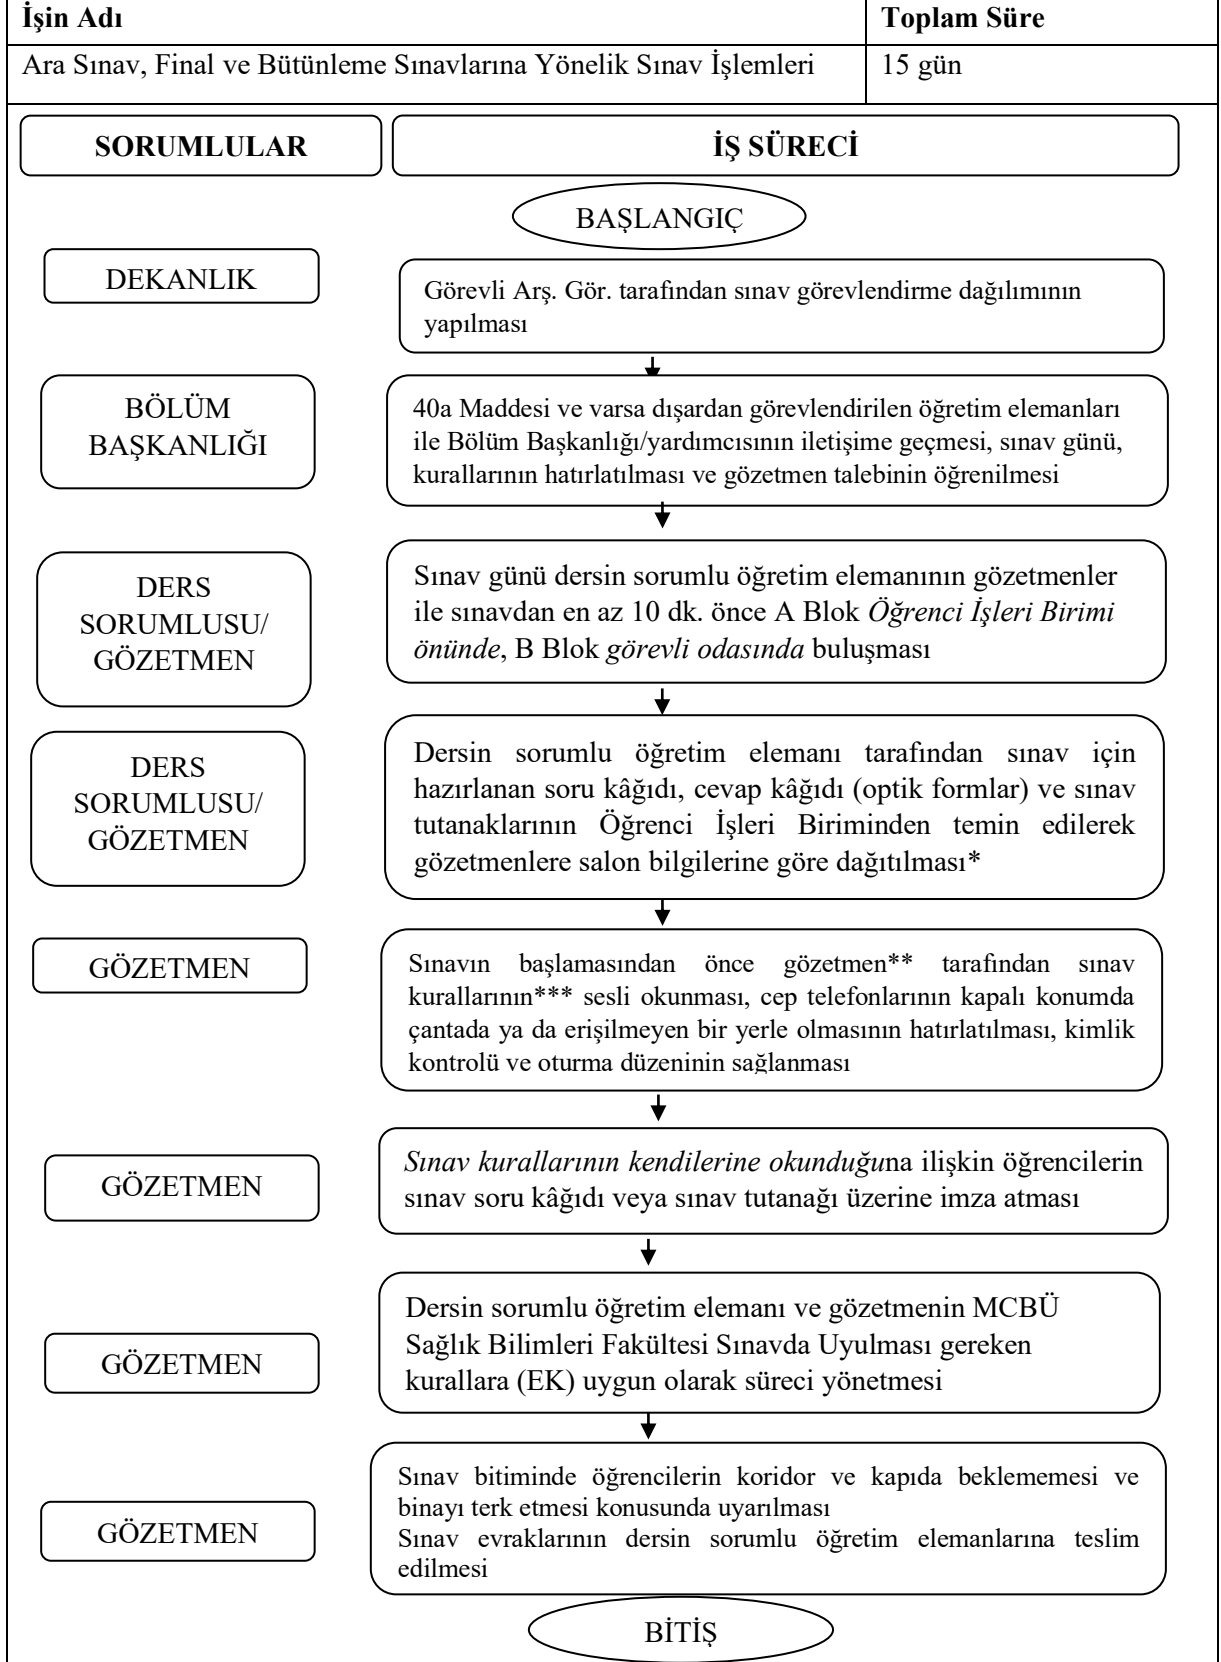 İşin Adı
Toplam Süre
Ara Sınav, Final ve Bütünleme Sınavlarına Yönelik Sınav İşlemleri
15 gün
SORUMLULAR
İŞ SÜRECİ
BAŞLANGIÇ
DEKANLIK
Görevli Arş. Gör. tarafından sınav görevlendirme dağılımının
yapılması
BÖLÜM
BAŞKANLIĞI
40a Maddesi ve varsa dışardan görevlendirilen öğretim elemanları
ile Bölüm Başkanlığı/yardımcısının iletişime geçmesi, sınav günü,
kurallarının hatırlatılması ve gözetmen talebinin öğrenilmesi
DERS
SORUMLUSU/
GÖZETMEN
Sınav günü dersin sorumlu öğretim elemanının gözetmenler
ile sınavdan en az 10 dk. önce A Blok Öğrenci İşleri Birimi
önünde, B Blok görevli odasında buluşması
DERS
SORUMLUSU/
GÖZETMEN
Dersin sorumlu öğretim elemanı tarafından sınav için
hazırlanan soru kâğıdı, cevap kâğıdı (optik formlar) ve sınav
tutanaklarının Öğrenci İşleri Biriminden temin edilerek
gözetmenlere salon bilgilerine göre dağıtılması*
GÖZETMEN
Sınavın başlamasından önce gözetmen** tarafından sınav
kurallarının*** sesli okunması, cep telefonlarının kapalı konumda
çantada ya da erişilmeyen bir yerle olmasının hatırlatılması, kimlik
kontrolü ve oturma düzeninin sağlanması
GÖZETMEN
Sınav kurallarının kendilerine okunduğuna ilişkin öğrencilerin
sınav soru kâğıdı veya sınav tutanağı üzerine imza atması
GÖZETMEN
Dersin sorumlu öğretim elemanı ve gözetmenin MCBÜ
Sağlık Bilimleri Fakültesi Sınavda Uyulması gereken
kurallara (EK) uygun olarak süreci yönetmesi
GÖZETMEN
Sınav bitiminde öğrencilerin koridor ve kapıda beklememesi ve
binayı terk etmesi konusunda uyarılması
Sınav evraklarının dersin sorumlu öğretim elemanlarına teslim
edilmesi
BİTİŞ